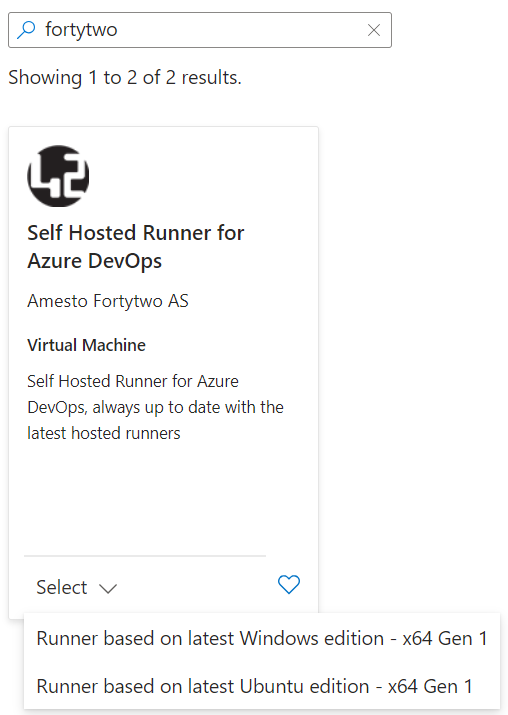 fortytwo
Showing 1 to 2 of 2 results.
42
Self Hosted Runner for
Azure DevOps
Amesto Fortytwo AS
Virtual Machine
Self Hosted Runner for Azure
DevOps, always up to date with the
latest hosted runners
Select
Runner based on latest Windows edition - x64 Gen 1
Runner based on latest Ubuntu edition - x64 Gen 1